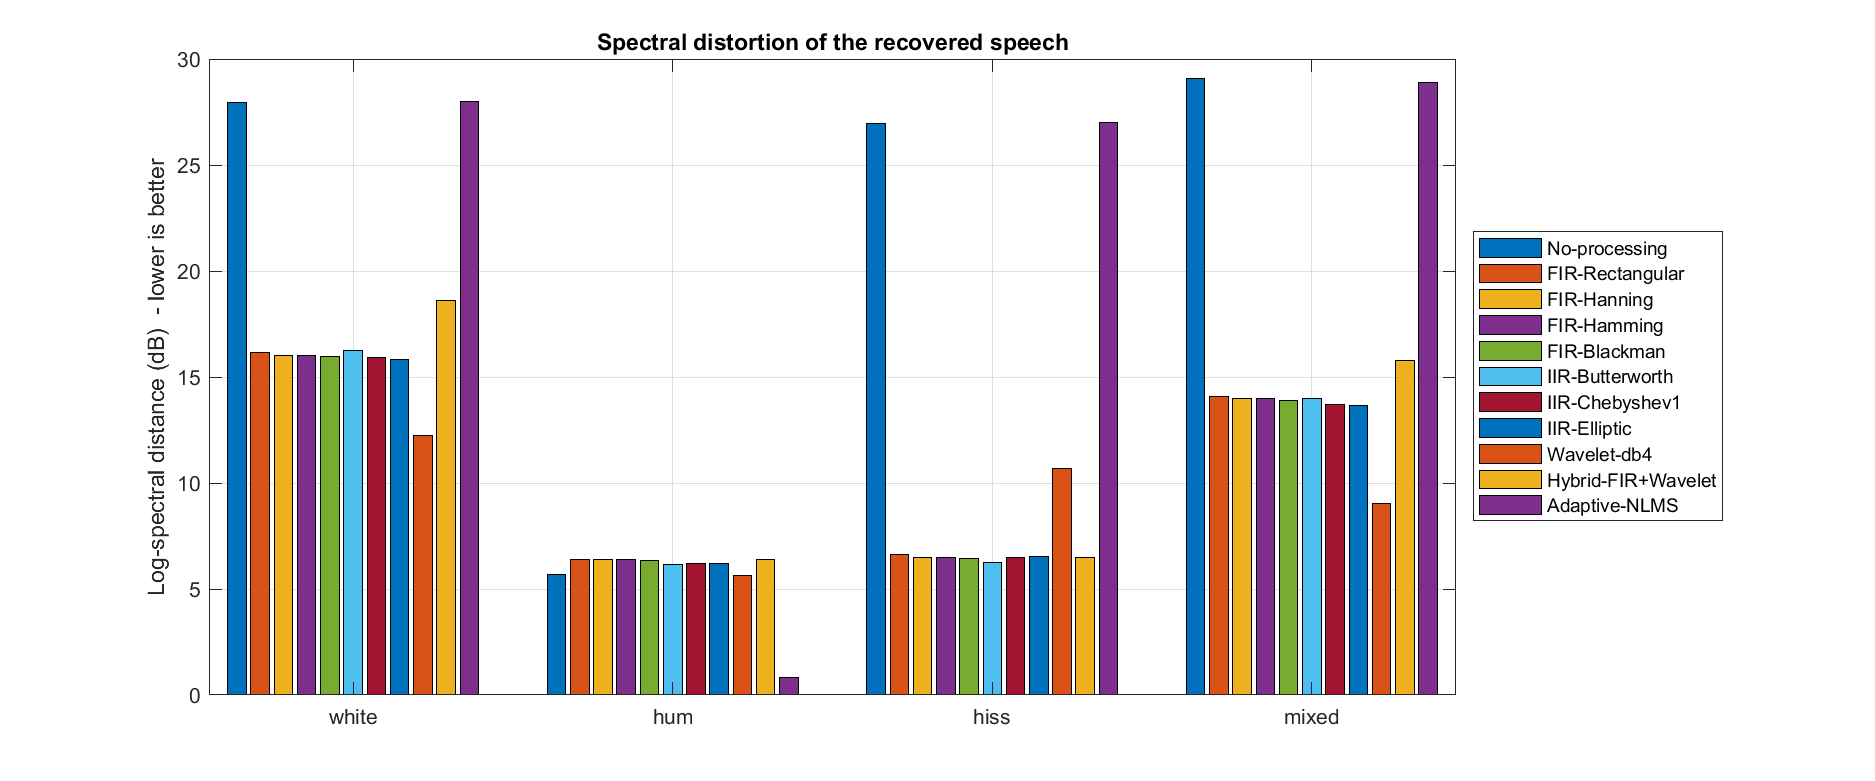 Spectral distortion of the recovered speech
Log-spectral distance (dB) - lower is better
30
25
20
15
10
5
0
white hum hiss mixed
No-processing
FIR-Rectangular
FIR-Hanning
FIR-Hamming
FIR-Blackman
IIR-Butterworth
IIR-Chebyshev1
IIR-Elliptic
Wavelet-db4
Hybrid-FIR+Wavelet
Adaptive-NLMS